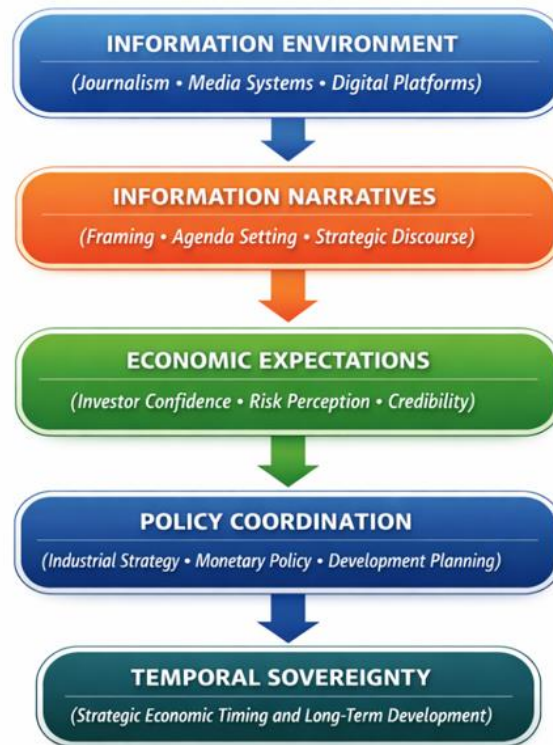 INFORMATION ENVIRONMENT
(Journalism • Media Systems • Digital Platforms)
INFORMATION NARRATIVES
(Framing • Agenda Setting • Strategic Discourse)
ECONOMIC EXPECTATIONS
(Investor Confidence • Risk Perception • Credibility)
POLICY COORDINATION
(Industrial Strategy • Monetary Policy • Development Planning)
TEMPORAL SOVEREIGNTY
(Strategic Economic Timing and Long-Term Development)